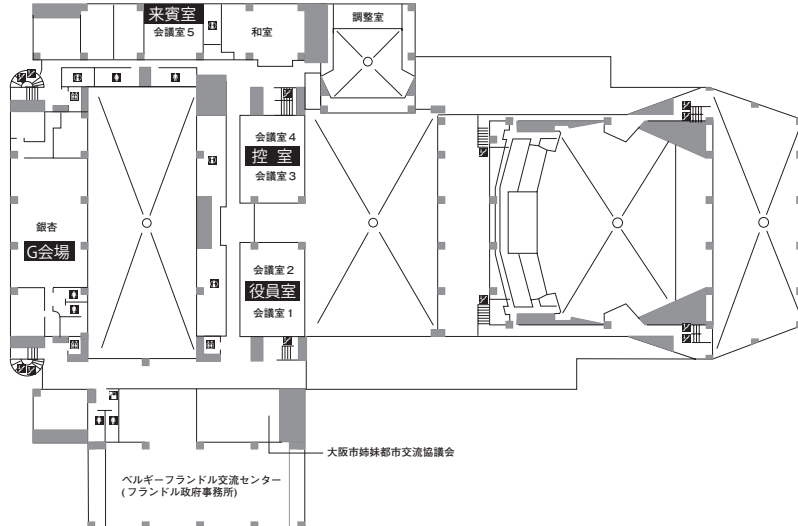 来賓室
会議室５
和室
調整室
会議室４
控 室
会議室３
銀杏
G会場
会議室２
役員室
会議室１
大阪市姉妹都市交流協議会
ベルギーフランドル交流センター
(フランドル政府事務所)